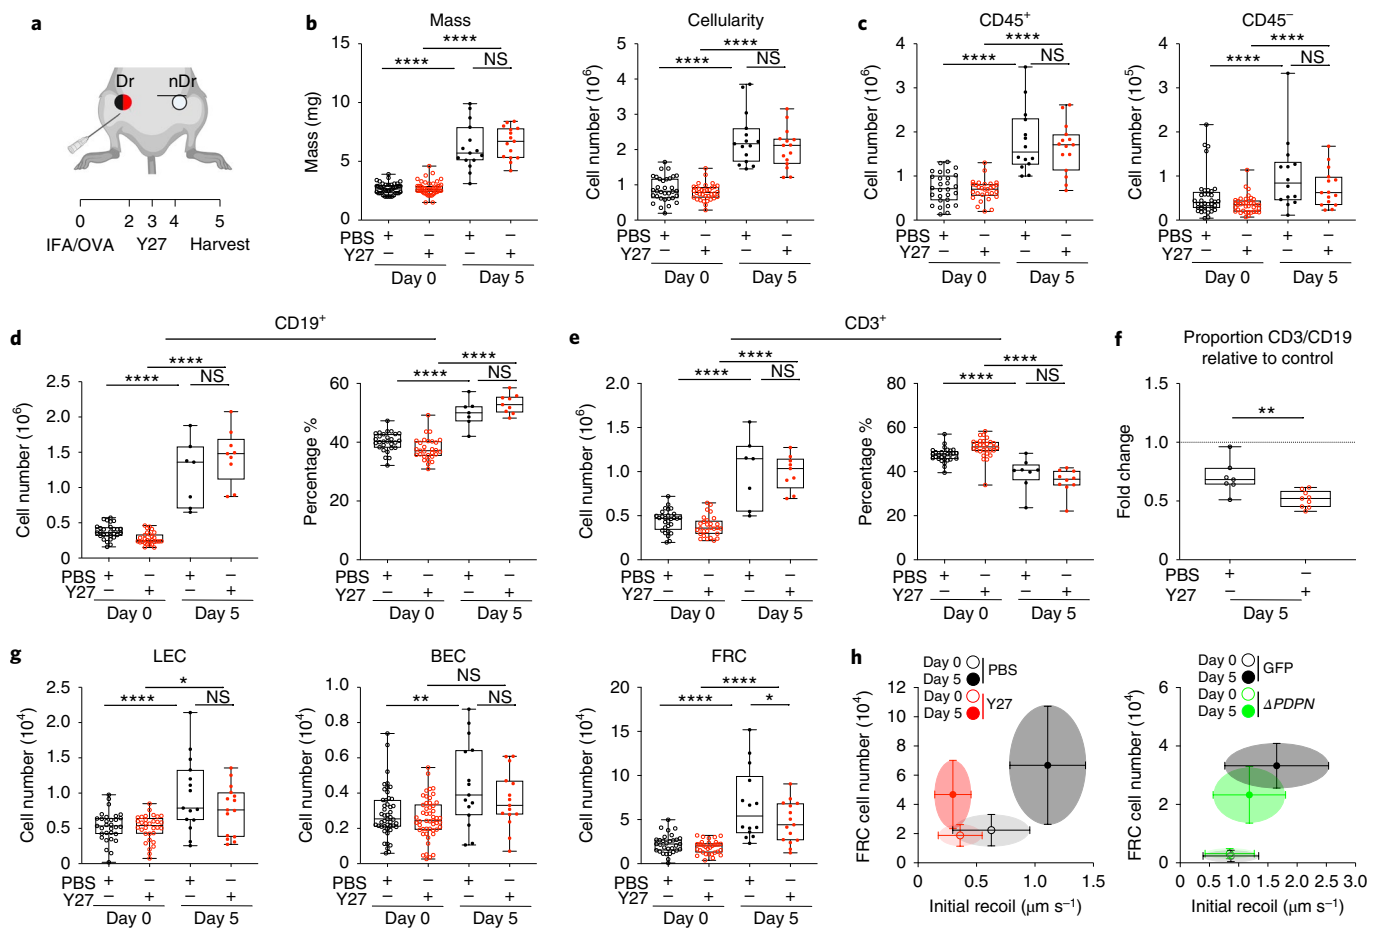 a
Dr
nDr
0 2 3 4 5
IFA/OVA Y27 Harvest
b
Mass
****
****
NS
Mass (mg)
15
10
5
0
PBS + − + −
Y27 − + − +
Day 0 Day 5
Cellularity
****
****
NS
Cell number (10⁶)
5
4
3
2
1
0
+ − + −
− + − +
Day 0 Day 5
c
CD45⁺
****
****
NS
Cell number (10⁶)
4
3
2
1
0
PBS + − + −
Y27 − + − +
Day 0 Day 5
CD45⁻
****
****
NS
Cell number (10⁵)
4
3
2
1
0
+ − + −
− + − +
Day 0 Day 5
d
CD19⁺
****
****
NS
Cell number (10⁶)
2.5
2.0
1.5
1.0
0.5
0
PBS + − + −
Y27 − + − +
Day 0 Day 5
****
****
NS
Percentage %
60
40
20
0
+ − + −
− + − +
Day 0 Day 5
e
CD3⁺
****
****
NS
Cell number (10⁶)
2.0
1.5
1.0
0.5
0
PBS + − + −
Y27 − + − +
Day 0 Day 5
****
****
NS
Percentage %
80
60
40
20
0
+ − + −
− + − +
Day 0 Day 5
f
Proportion CD3/CD19
relative to control
**
Fold change
1.5
1.0
0.5
0
PBS + −
Y27 − +
Day 5
g
LEC
*
****
NS
Cell number (10⁴)
2.5
2.0
1.5
1.0
0.5
0
PBS + − + −
Y27 − + − +
Day 0 Day 5
BEC
NS
**
NS
Cell number (10⁴)
1.0
0.8
0.6
0.4
0.2
0
+ − + −
− + − +
Day 0 Day 5
FRC
****
****
*
Cell number (10⁴)
20
15
10
5
0
PBS + − + −
Y27 − + − +
Day 0 Day 5
h
Day 0
Day 5
PBS
Day 0
Day 5
Y27
FRC cell number (10⁴)
12
10
8
6
4
2
0
0 0.5 1.0 1.5
Initial recoil (μm s⁻¹)
Day 0
Day 5
GFP
Day 0
Day 5
ΔPDPN
FRC cell number (10⁴)
6
4
2
0
0 0.5 1.0 1.5 2.0 2.5 3.0
Initial recoil (μm s⁻¹)